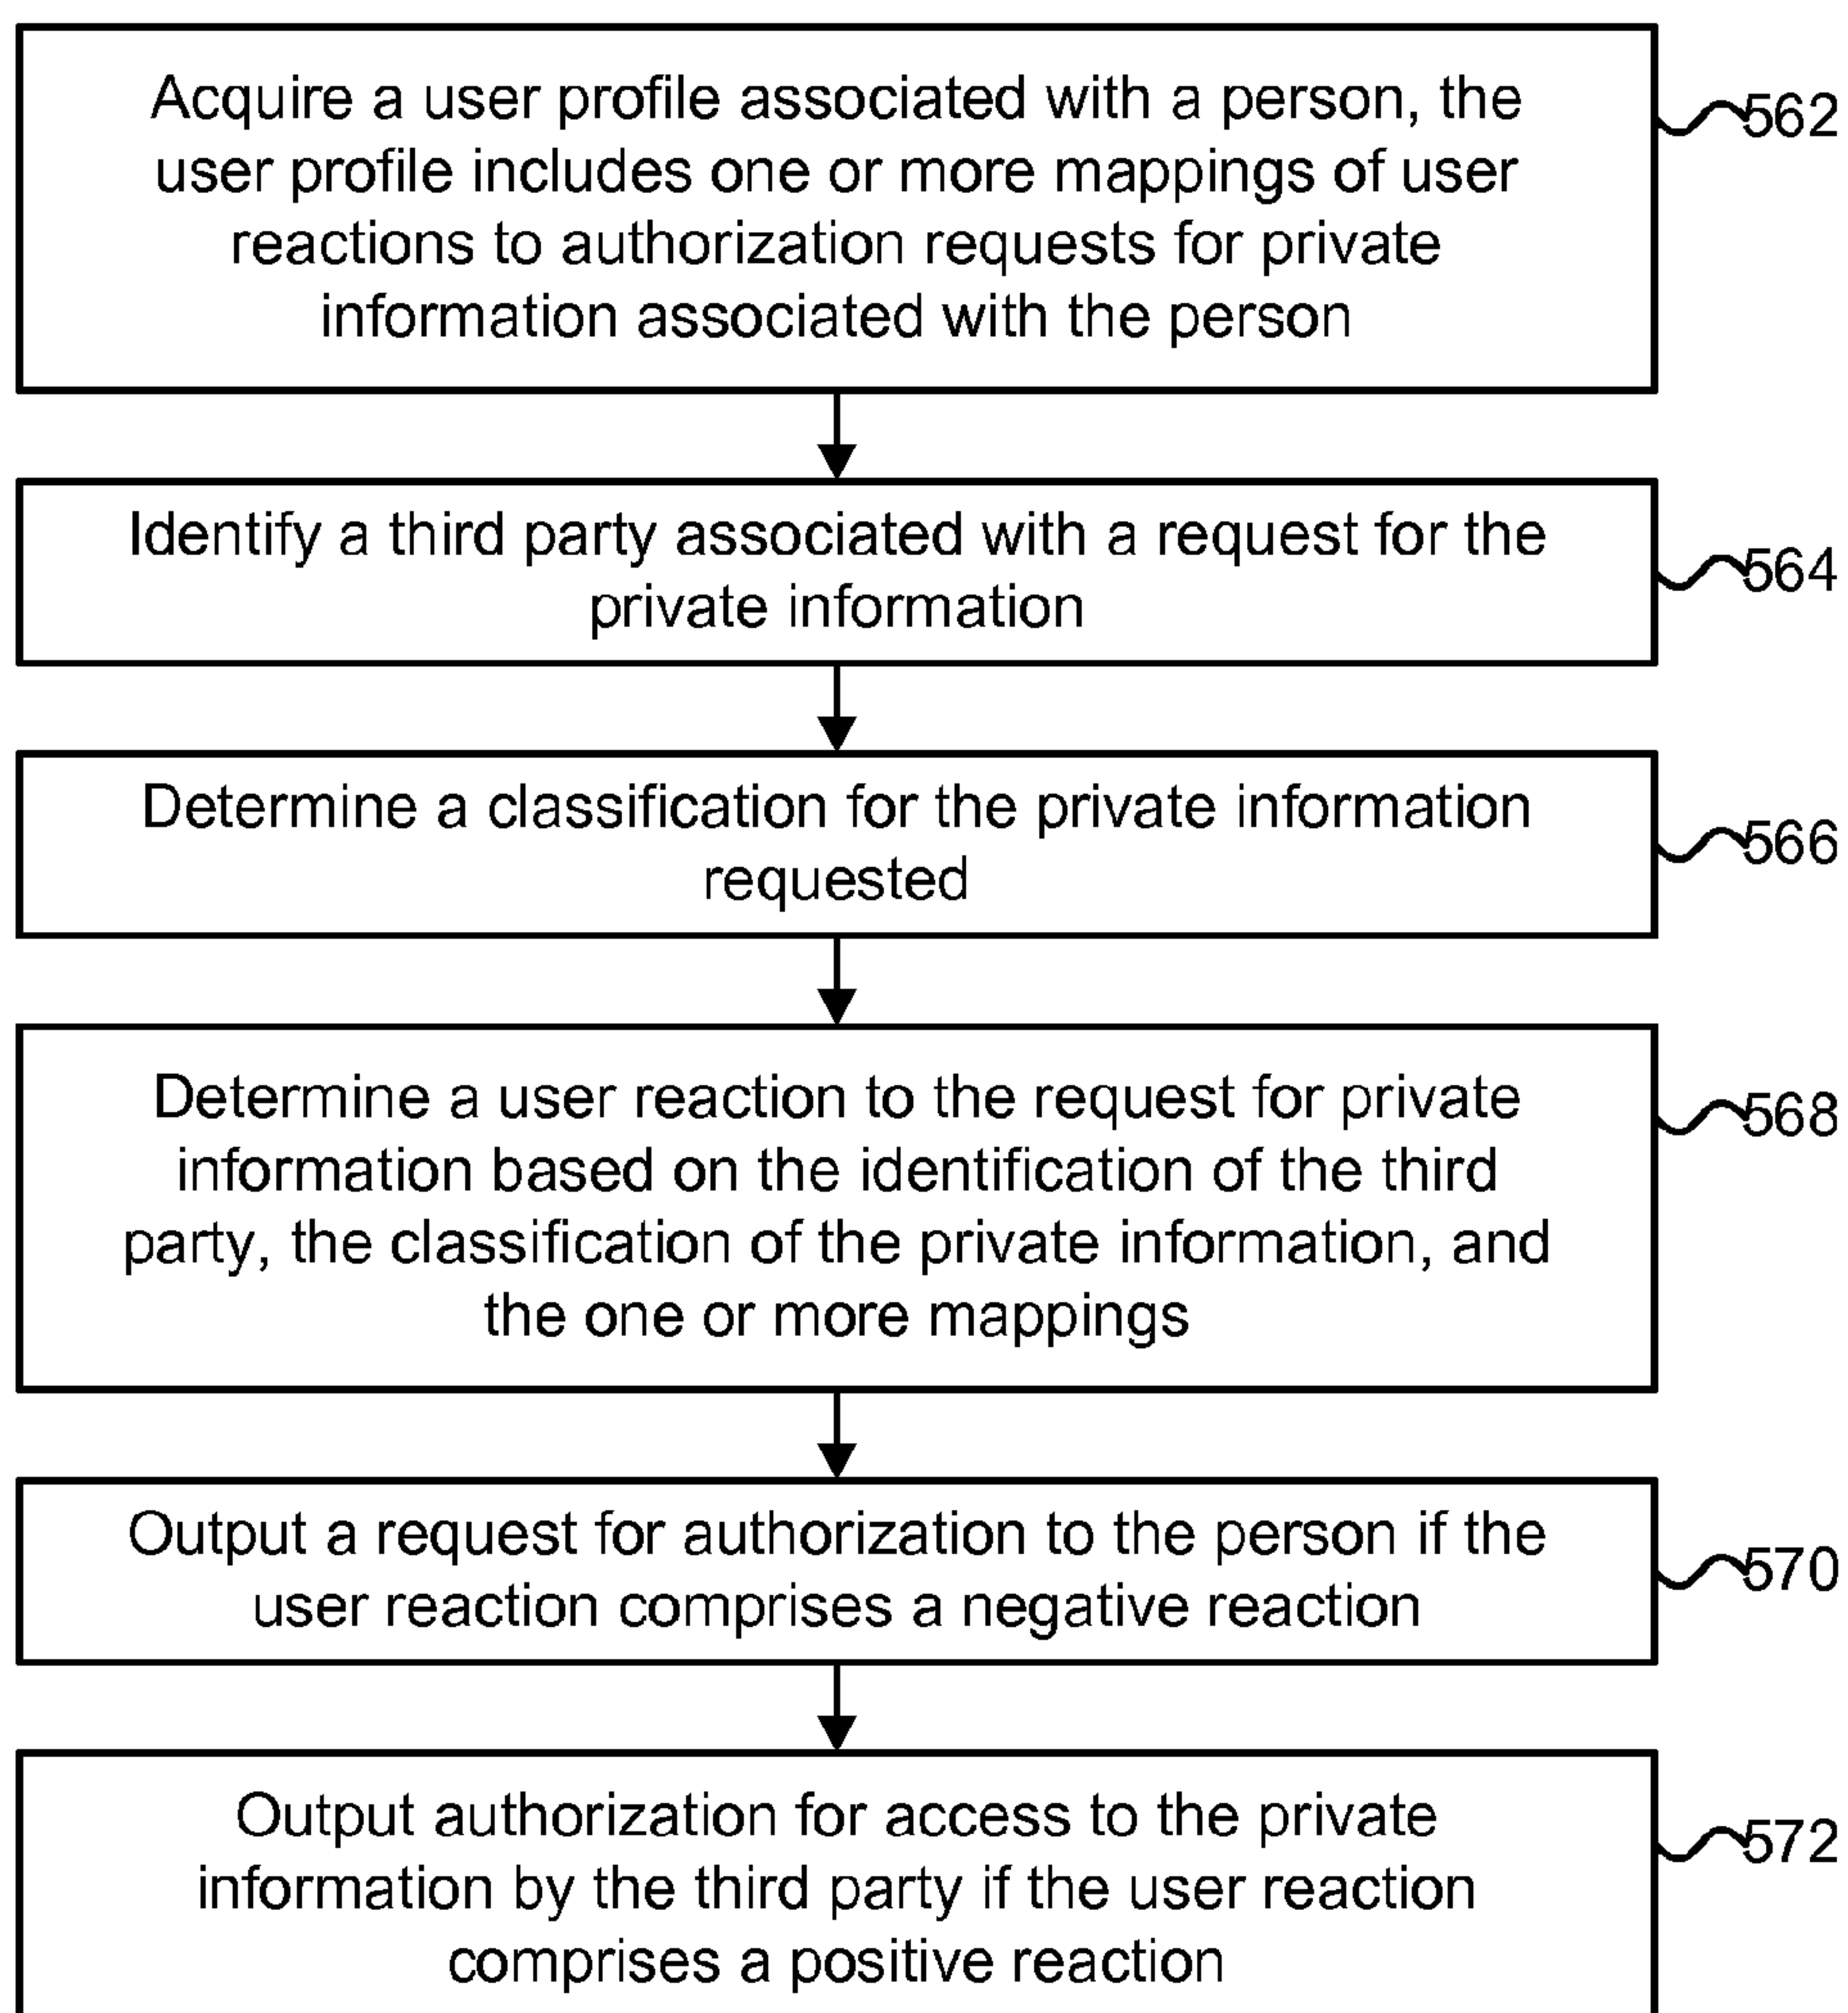 Acquire a user profile associated with a person, the
user profile includes one or more mappings of user
reactions to authorization requests for private
information associated with the person
562
Identify a third party associated with a request for the
private information
564
Determine a classification for the private information
requested
566
Determine a user reaction to the request for private
information based on the identification of the third
party, the classification of the private information, and
the one or more mappings
568
Output a request for authorization to the person if the
user reaction comprises a negative reaction
570
Output authorization for access to the private
information by the third party if the user reaction
comprises a positive reaction
572